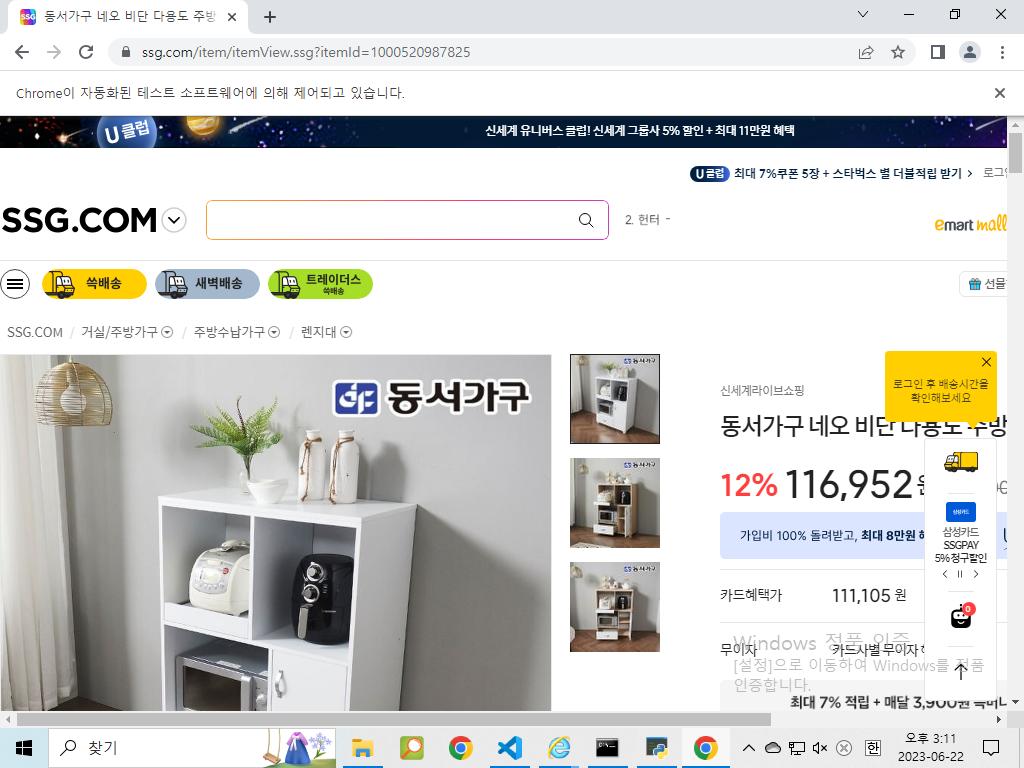 동서가구 네오 비단 다용도 주방
ssg.com/item/itemView.ssg?itemId=1000520987825
Chrome이 자동화된 테스트 소프트웨어에 의해 제어되고 있습니다.
U클럽
신세계 유니버스 클럽! 신세계 그룹사 5% 할인 + 최대 11만원 혜택
U클럽 최대 7%쿠폰 5장 + 스타벅스 별 더블적립 받기
SSG.COM
2. 헌터 -
emart mall
쓱배송
새벽배송
트레이더스
쓱배송
선물
SSG.COM / 거실/주방가구 / 주방수납가구 / 렌지대
동서가구
신세계라이브쇼핑
로그인 후 배송시간을
확인해보세요
동서가구 네오 비단 다용도 주방
12% 116,952원
가입비 100% 돌려받고, 최대 8만원
삼성카드
삼성카드
SSGPAY
5% 청구할인
카드혜택가 111,105 원
0
무이자 카드사별 무이자
Windows 정품 인증
[설정]으로 이동하여 Windows를 정품
인증합니다.
최대 7% 적립 + 매달 3,900원
찾기
오후 3:11
2023-06-22
한